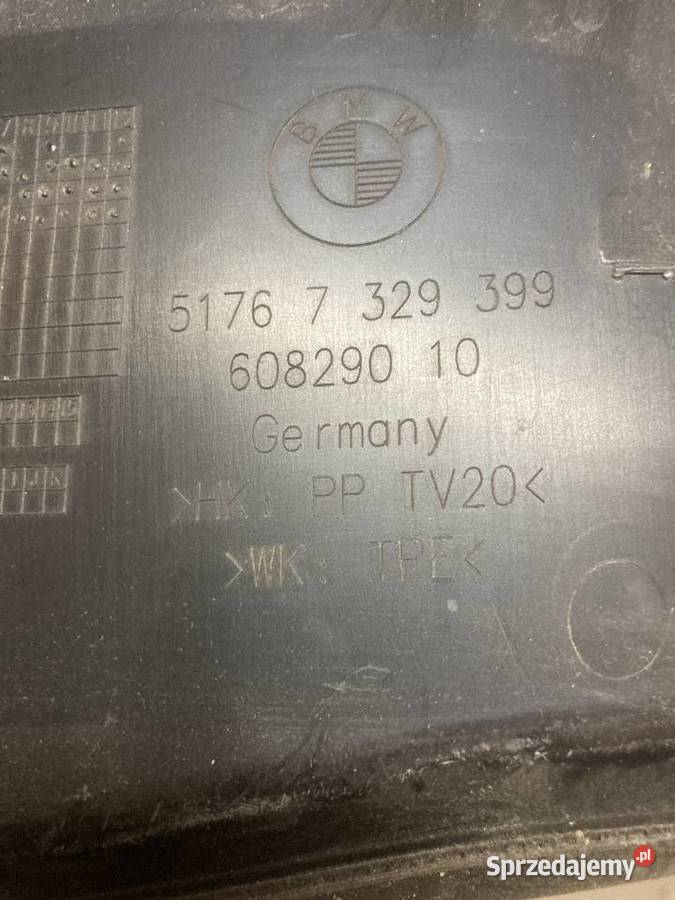 BMW
5176 7 329 399
608290 10
Germany
>HK: PP TV20<
>WK: TPE<
Sprzedajemy.pl